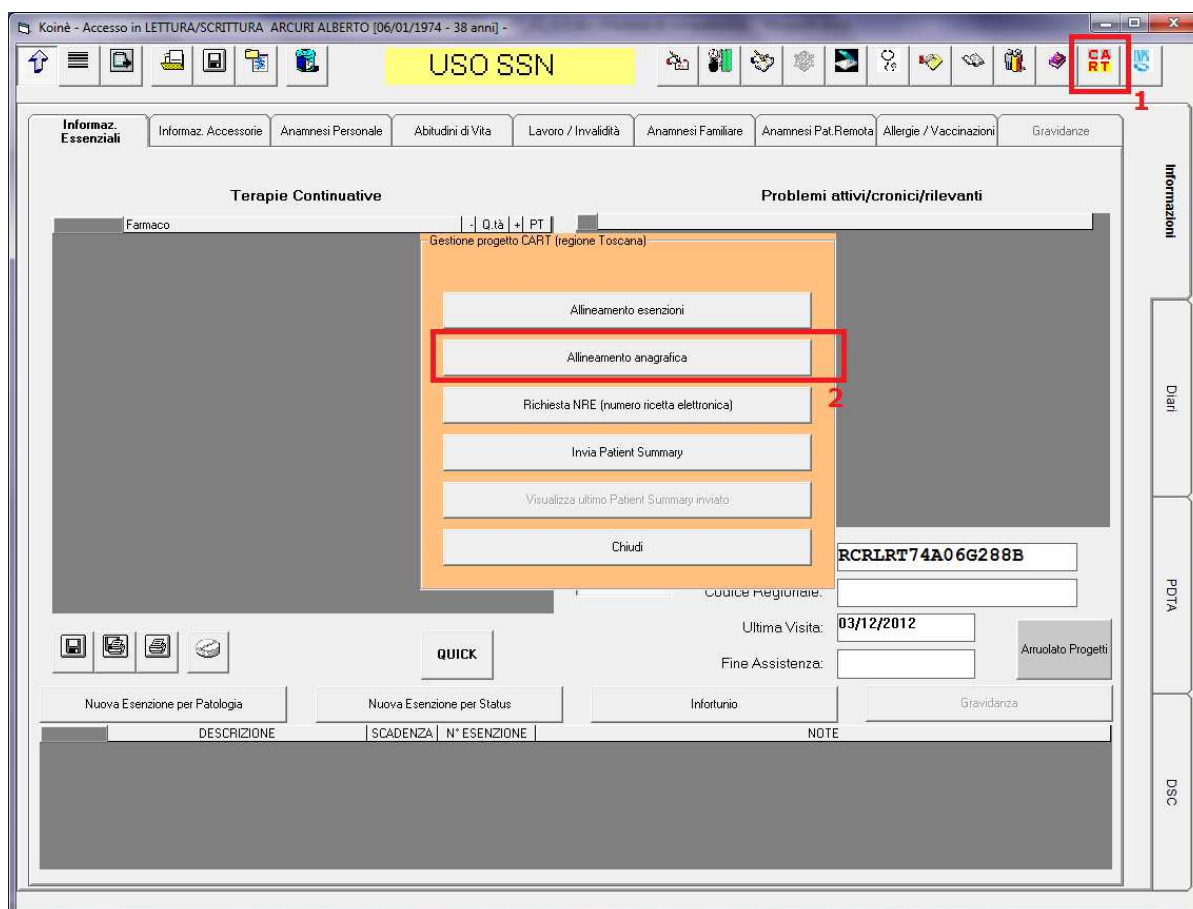 Koinè - Accesso in LETTURA/SCRITTURA ARCURI ALBERTO [06/01/1974 - 38 anni] -
USO SSN
CA
RT
1
Informaz.
Essenziali
Informaz. Accessorie
Anamnesi Personale
Abitudini di Vita
Lavoro / Invalidità
Anamnesi Familiare
Anamnesi Pat.Remota
Allergie / Vaccinazioni
Gravidanze
Informazioni
Diari
PDTA
DSC
Terapie Continuative
Problemi attivi/cronici/rilevanti
Farmaco - Q.tà + PT
Gestione progetto CART (regione Toscana)
Allineamento esenzioni
Allineamento anagrafica
2
Richiesta NRE (numero ricetta elettronica)
Invia Patient Summary
Visualizza ultimo Patient Summary inviato
Chiudi
RCRLRT74A06G288B
Codice Regionale:
Ultima Visita: 03/12/2012
Fine Assistenza:
Arruolato Progetti
QUICK
Nuova Esenzione per Patologia
Nuova Esenzione per Status
Infortunio
Gravidanza
DESCRIZIONE SCADENZA N° ESENZIONE NOTE